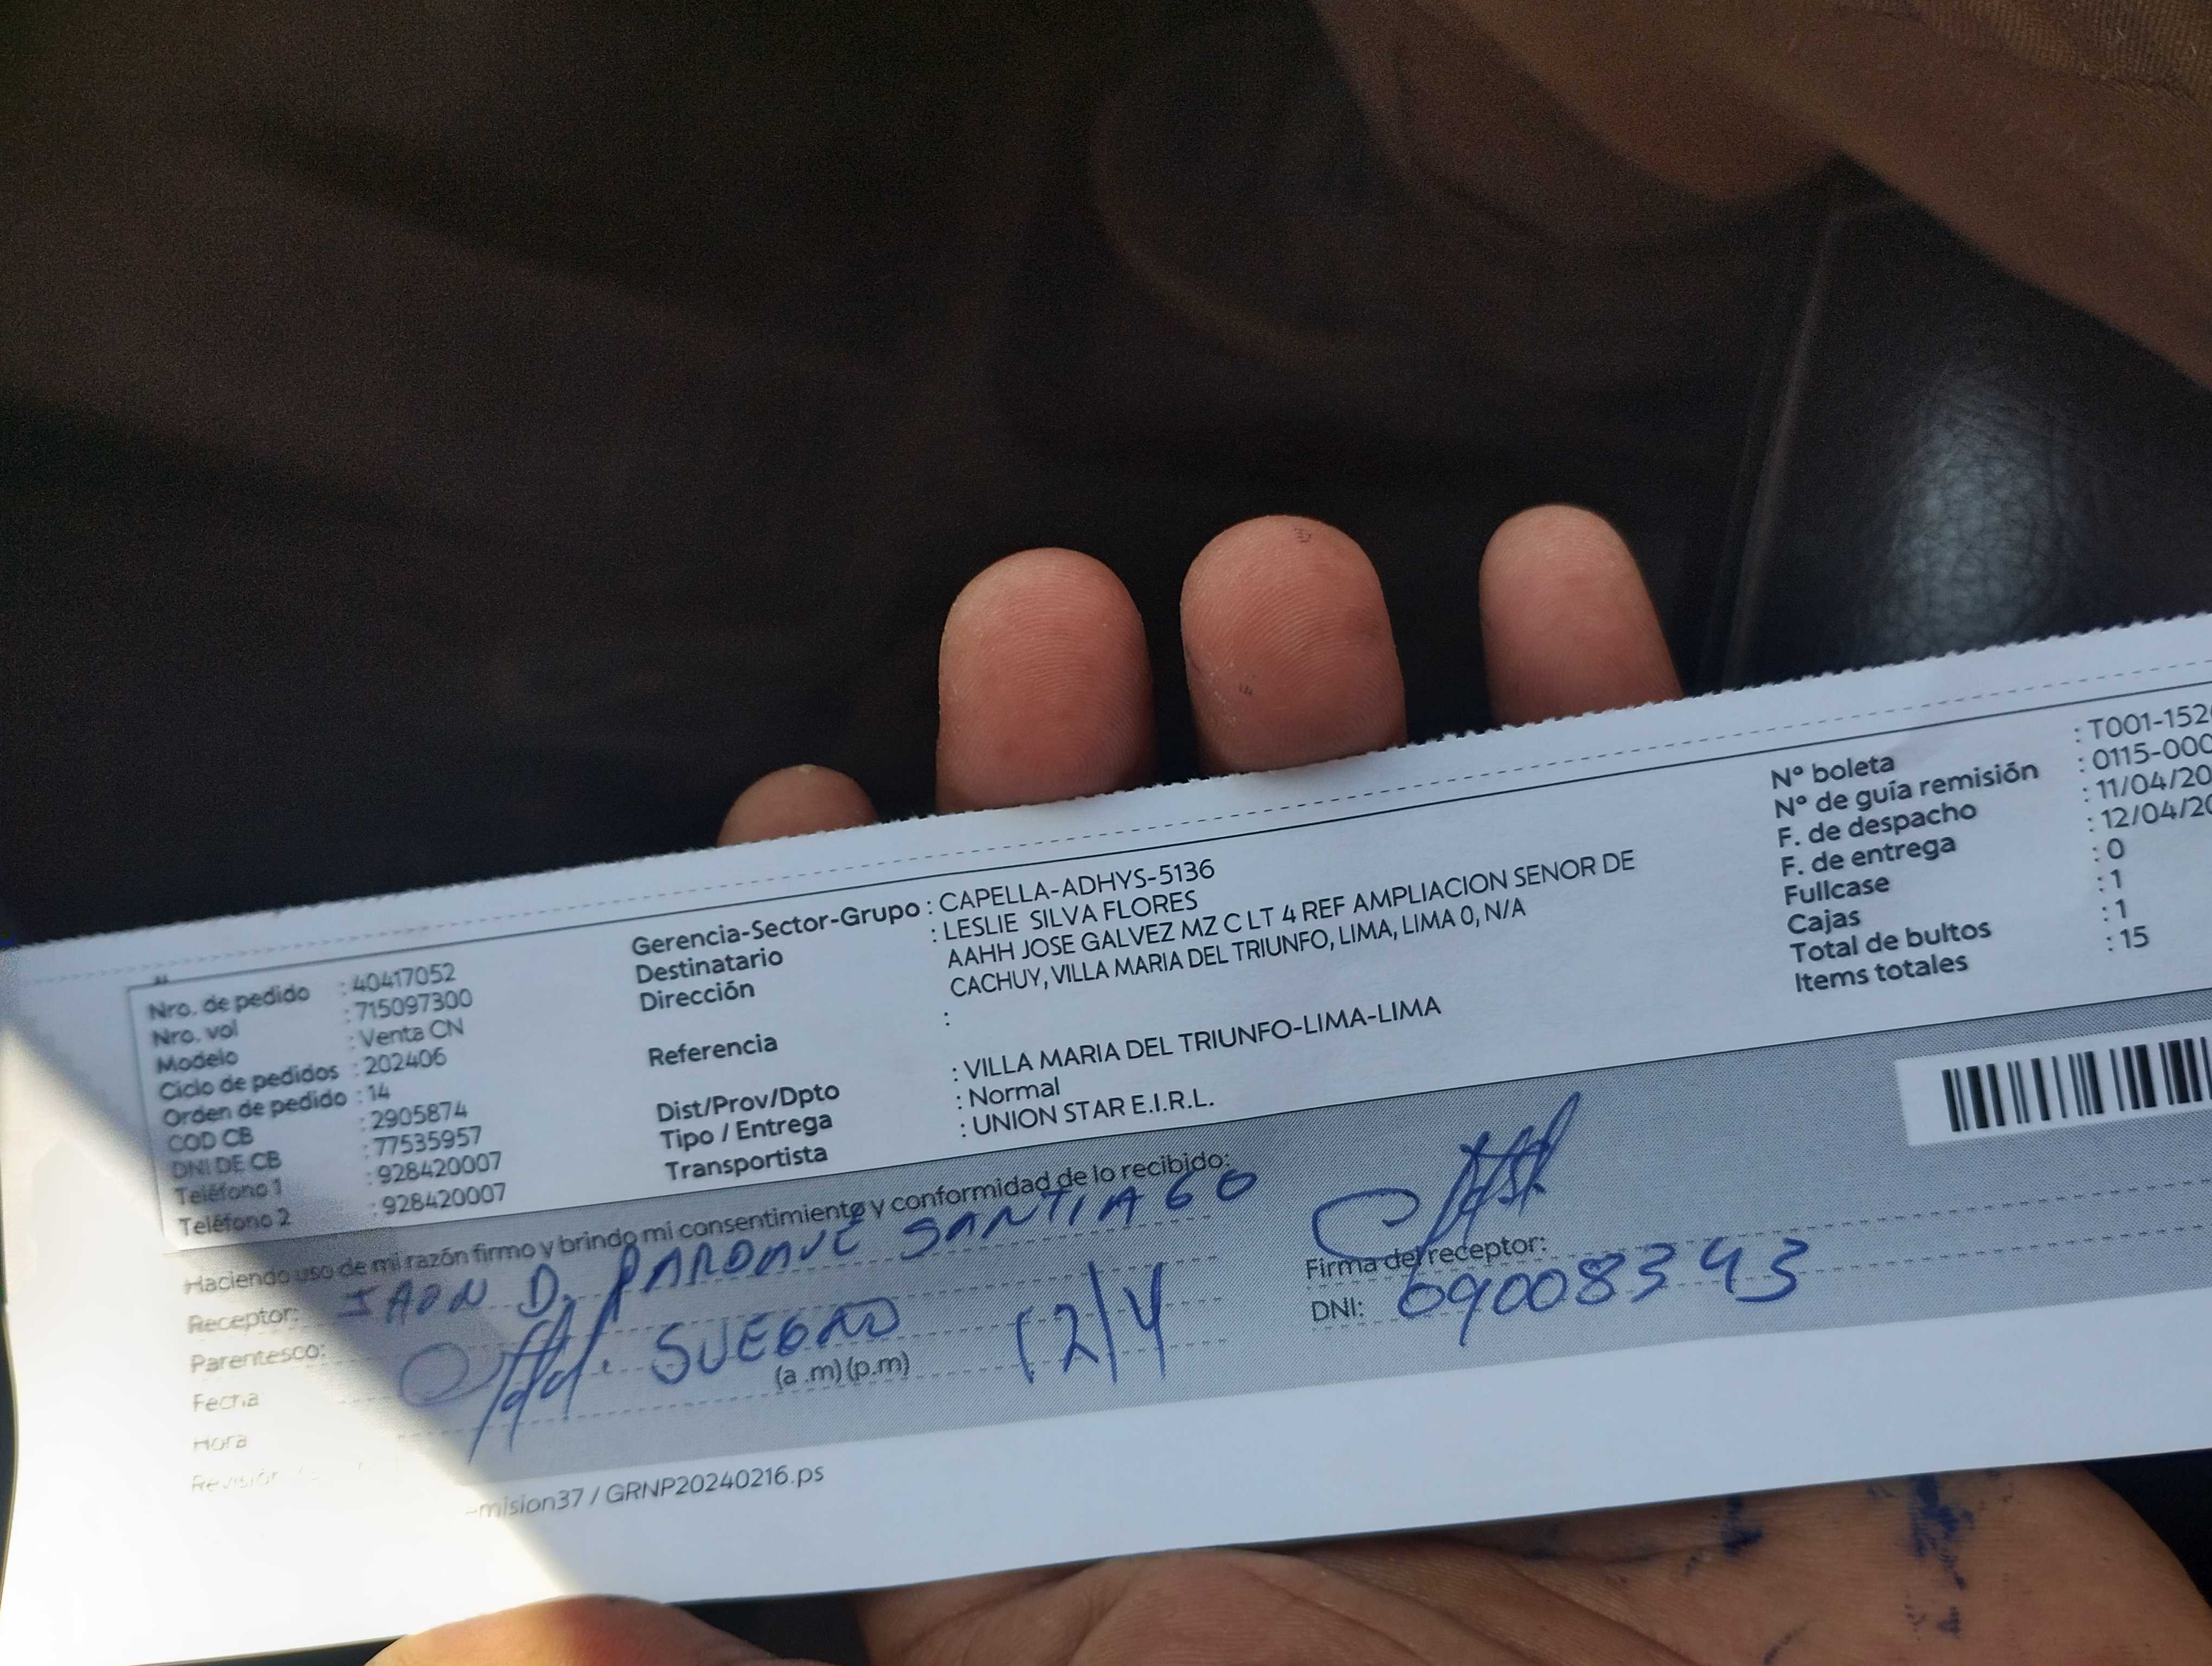 Nro. de pedido : 40417052
Nro. vol : 715097300
Modelo : Venta CN
Ciclo de pedidos : 202406
Orden de pedido : 14
COD CB : 2905874
DNI DE CB : 77535957
Teléfono 1 : 928420007
Teléfono 2 : 928420007
Gerencia-Sector-Grupo : CAPELLA-ADHYS-5136
Destinatario : LESLIE SILVA FLORES
Dirección AAHH JOSE GALVEZ MZ C LT 4 REF AMPLIACION SENOR DE
CACHUY, VILLA MARIA DEL TRIUNFO, LIMA, LIMA 0, N/A
Referencia :
Dist/Prov/Dpto : VILLA MARIA DEL TRIUNFO-LIMA-LIMA
Tipo / Entrega : Normal
Transportista : UNION STAR E.I.R.L.
N° boleta : T001-152
N° de guía remisión : 0115-000
F. de despacho : 11/04/20
F. de entrega : 12/04/20
Fullcase : 0
Cajas : 1
Total de bultos : 1
Items totales : 15
Haciendo uso de mi razón firmo y brindo mi consentimiento y conformidad de lo recibido:
Receptor: D. PARDAVE SANTIAGO
Parentesco: SUEGRO
Fecha 12/4
Hora (a .m) (p.m)
Revisión
Firma del receptor:
DNI: 09008343
mision37 / GRNP20240216.ps